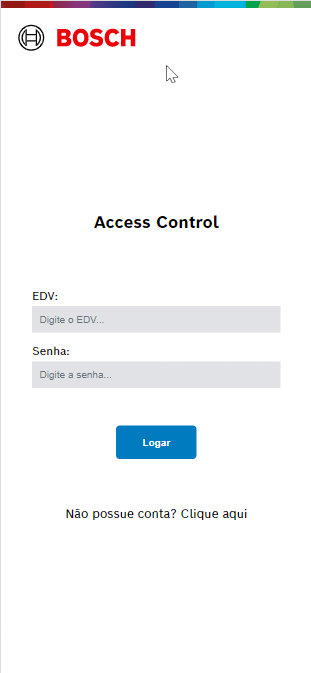 BOSCH
Access Control
EDV:
Digite o EDV...
Senha:
Digite a senha...
Logar
Não possue conta? Clique aqui